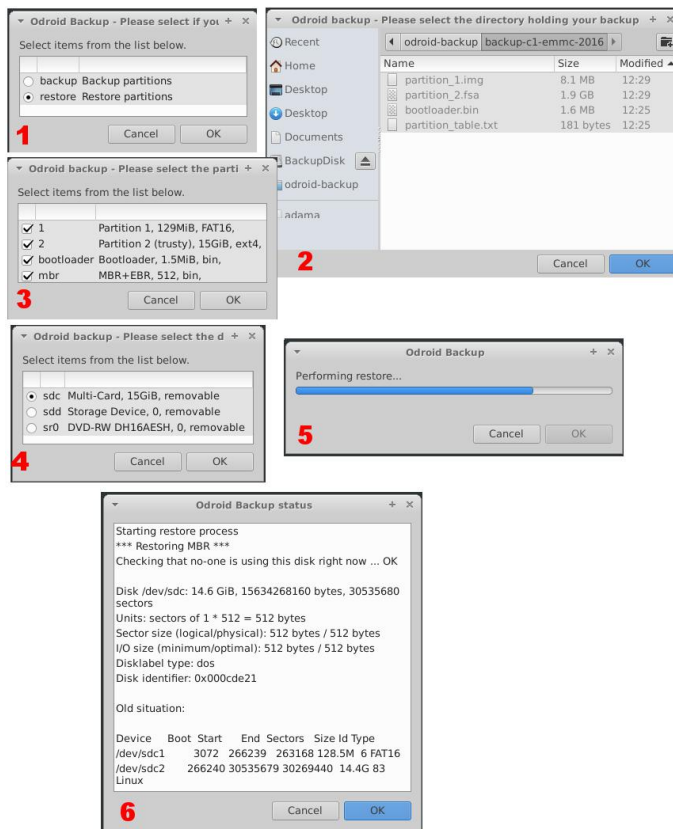 Odroid backup - Please select if you
Select items from the list below.
backup Backup partitions
restore Restore partitions
Cancel OK
1
Odroid backup - Please select the directory holding your backup
Recent
Home
Desktop
Desktop
Documents
BackupDisk
odroid-backup
adama
odroid-backup backup-c1-emmc-2016
Name Size Modified
partition_1.img 8.1 MB 12:29
partition_2.fsa 1.9 GB 12:29
bootloader.bin 1.6 MB 12:25
partition_table.txt 181 bytes 12:25
Cancel OK
2
Odroid backup - Please select the parti
Select items from the list below.
1 Partition 1, 129MiB, FAT16,
2 Partition 2 (trusty), 15GiB, ext4,
bootloader Bootloader, 1.5MiB, bin,
mbr MBR+EBR, 512, bin,
Cancel OK
3
Odroid backup - Please select the d
Select items from the list below.
sdc Multi-Card, 15GiB, removable
sdd Storage Device, 0, removable
sr0 DVD-RW DH16AESH, 0, removable
Cancel OK
4
Odroid Backup
Performing restore...
Cancel OK
5
Odroid Backup status
Starting restore process
*** Restoring MBR ***
Checking that no-one is using this disk right now ... OK
Disk /dev/sdc: 14.6 GiB, 15634268160 bytes, 30535680
sectors
Units: sectors of 1 * 512 = 512 bytes
Sector size (logical/physical): 512 bytes / 512 bytes
I/O size (minimum/optimal): 512 bytes / 512 bytes
Disklabel type: dos
Disk identifier: 0x000cde21
Old situation:
Device Boot Start End Sectors Size Id Type
/dev/sdc1 3072 266239 263168 128.5M 6 FAT16
/dev/sdc2 266240 30535679 30269440 14.4G 83
Linux
Cancel OK
6